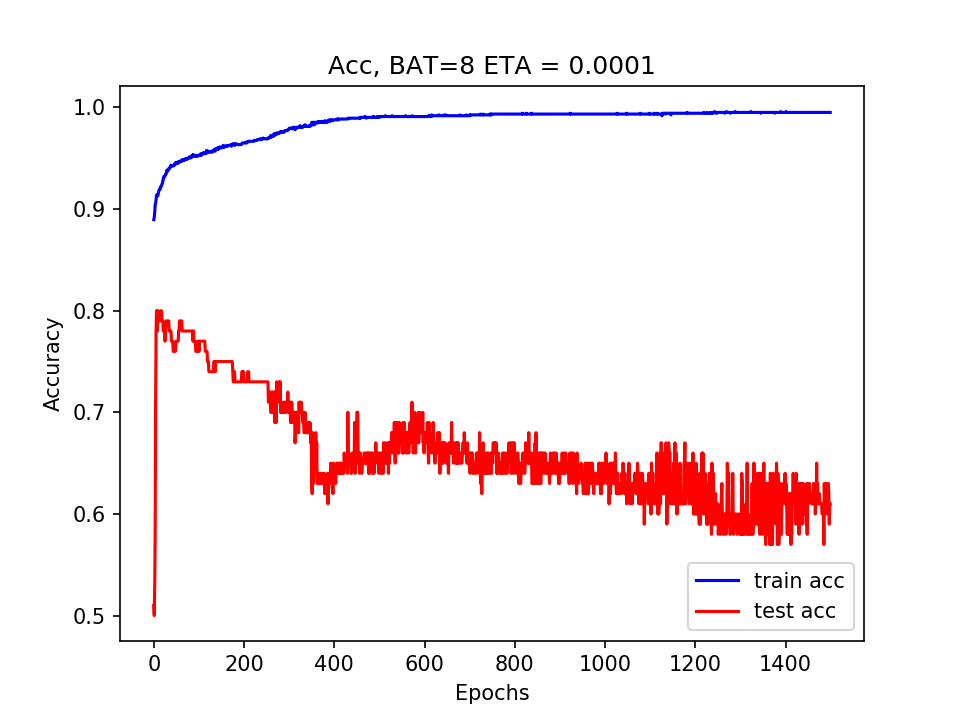 Acc, BAT=8 ETA = 0.0001
1.0
0.9
0.8
0.7
0.6
0.5
Accuracy
train acc
test acc
0 200 400 600 800 1000 1200 1400
Epochs